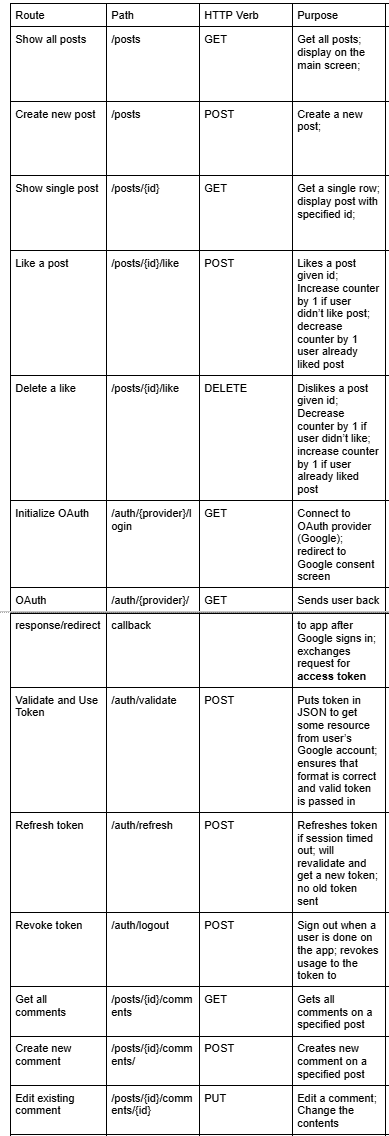 Route Path HTTP Verb Purpose
Show all posts /posts GET Get all posts;
display on the
main screen;
Create new post /posts POST Create a new
post;
Show single post /posts/{id} GET Get a single row;
display post with
specified id;
Like a post /posts/{id}/like POST Likes a post
given id;
Increase counter
by 1 if user
didn't like post;
decrease
counter by 1
user already
liked post
Delete a like /posts/{id}/like DELETE Dislikes a post
given id;
Decrease
counter by 1 if
user didn't like;
increase counter
by 1 if user
already liked
post
Initialize OAuth /auth/{provider}/l GET Connect to
ogin OAuth provider
(Google);
redirect to
Google consent
screen
OAuth /auth/{provider}/ GET Sends user back
response/redirect callback to app after
Google signs in;
exchanges
request for
access token
Validate and Use /auth/validate POST Puts token in
Token JSON to get
some resource
from user's
Google account;
ensures that
format is correct
and valid token
is passed in
Refresh token /auth/refresh POST Refreshes token
if session timed
out; will
revalidate and
get a new token;
no old token
sent
Revoke token /auth/logout POST Sign out when a
user is done on
the app; revokes
usage to the
token to
Get all /posts/{id}/comm GET Gets all
comments ents comments on a
specified post
Create new /posts/{id}/comm POST Creates new
comment ents/ comment on a
specified post
Edit existing /posts/{id}/comm PUT Edit a comment;
comment ents/{id} Change the
contents